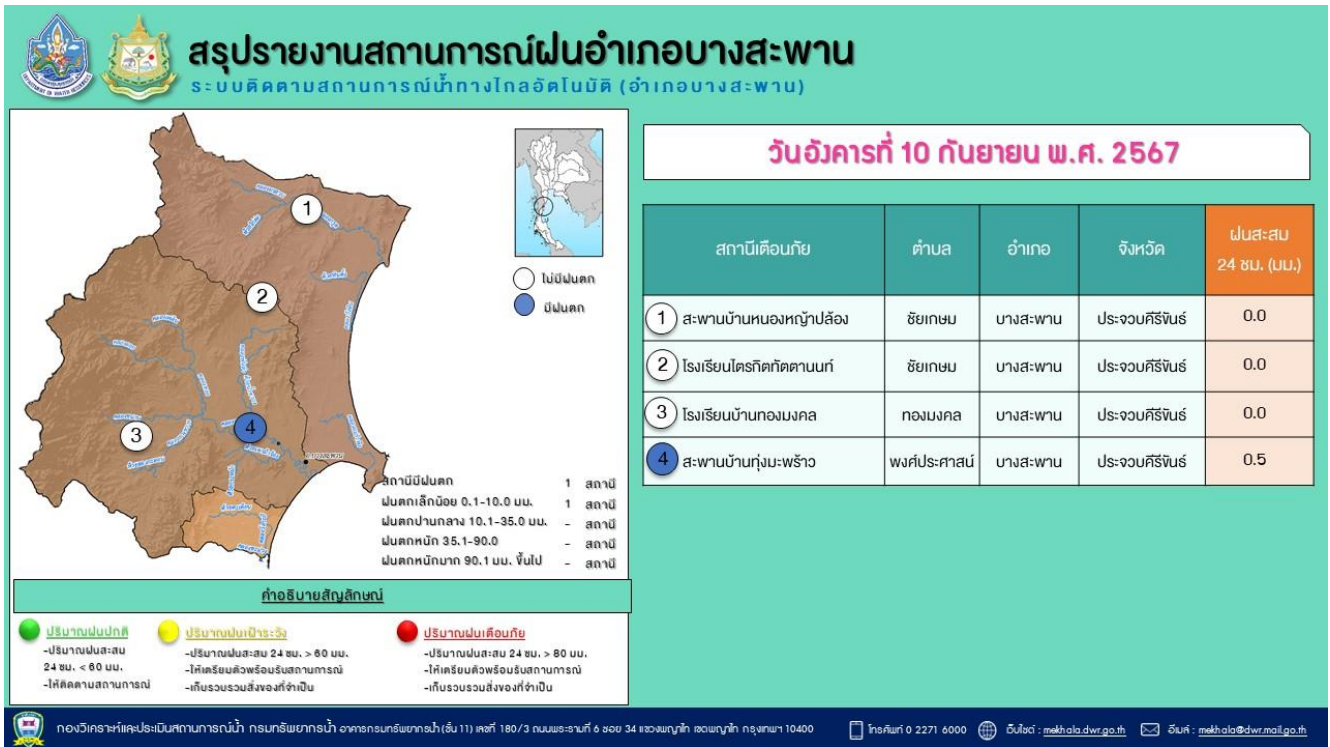 สรุปรายงานสถานการณ์ฝนอำเภอบางสะพาน
ระบบติดตามสถานการณ์น้ำทางไกลอัตโนมัติ (อำเภอบางสะพาน)
วันอังคารที่ 10 กันยายน พ.ศ. 2567
1
2
3
4
ไม่มีฝนตก
มีฝนตก
สถานีมีฝนตก 1 สถานี
ฝนตกเล็กน้อย 0.1-10.0 มม. 1 สถานี
ฝนตกปานกลาง 10.1-35.0 มม. - สถานี
ฝนตกหนัก 35.1-90.0 - สถานี
ฝนตกหนักมาก 90.1 มม. ขึ้นไป - สถานี
สถานีเตือนภัย ตำบล อำเภอ จังหวัด ฝนสะสม
24 ชม. (มม.)
1 สะพานบ้านหนองหญ้าปล้อง ชัยเกษม บางสะพาน ประจวบคีรีขันธ์ 0.0
2 โรงเรียนไตรกิตทัตตานนท์ ชัยเกษม บางสะพาน ประจวบคีรีขันธ์ 0.0
3 โรงเรียนบ้านทองมงคล ทองมงคล บางสะพาน ประจวบคีรีขันธ์ 0.0
4 สะพานบ้านทุ่งมะพร้าว พงศ์ประศาสน์ บางสะพาน ประจวบคีรีขันธ์ 0.5
คำอธิบายสัญลักษณ์
ปริมาณฝนปกติ
-ปริมาณฝนสะสม
24 ชม. < 60 มม.
-ให้ติดตามสถานการณ์
ปริมาณฝนเฝ้าระวัง
-ปริมาณฝนสะสม 24 ชม. > 60 มม.
-ให้เตรียมตัวพร้อมรับสถานการณ์
-เก็บรวบรวมสิ่งของที่จำเป็น
ปริมาณฝนเตือนภัย
-ปริมาณฝนสะสม 24 ชม. > 80 มม.
-ให้เตรียมตัวพร้อมรับสถานการณ์
-เก็บรวบรวมสิ่งของที่จำเป็น
กองวิเคราะห์และประเมินสถานการณ์น้ำ กรมทรัพยากรน้ำ อาคารกรมทรัพยากรน้ำ (ชั้น 11) เลขที่ 180/3 ถนนพระรามที่ 6 ซอย 34 แขวงพญาไท เขตพญาไท กรุงเทพฯ 10400 โทรศัพท์ 0 2271 6000 เว็บไซต์ : mekhala.dwr.go.th อีเมล์ : mekhala@dwr.mail.go.th